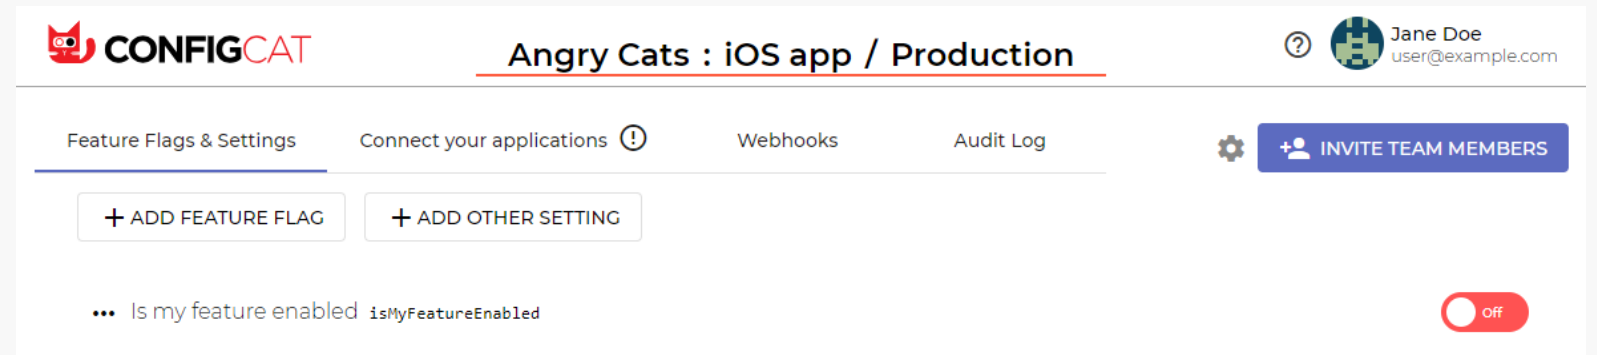 CONFIGCAT
Angry Cats : iOS app / Production
Jane Doe
user@example.com
Feature Flags & Settings
Connect your applications
Webhooks
Audit Log
INVITE TEAM MEMBERS
+ ADD FEATURE FLAG
+ ADD OTHER SETTING
Is my feature enabled isMyFeatureEnabled
Off